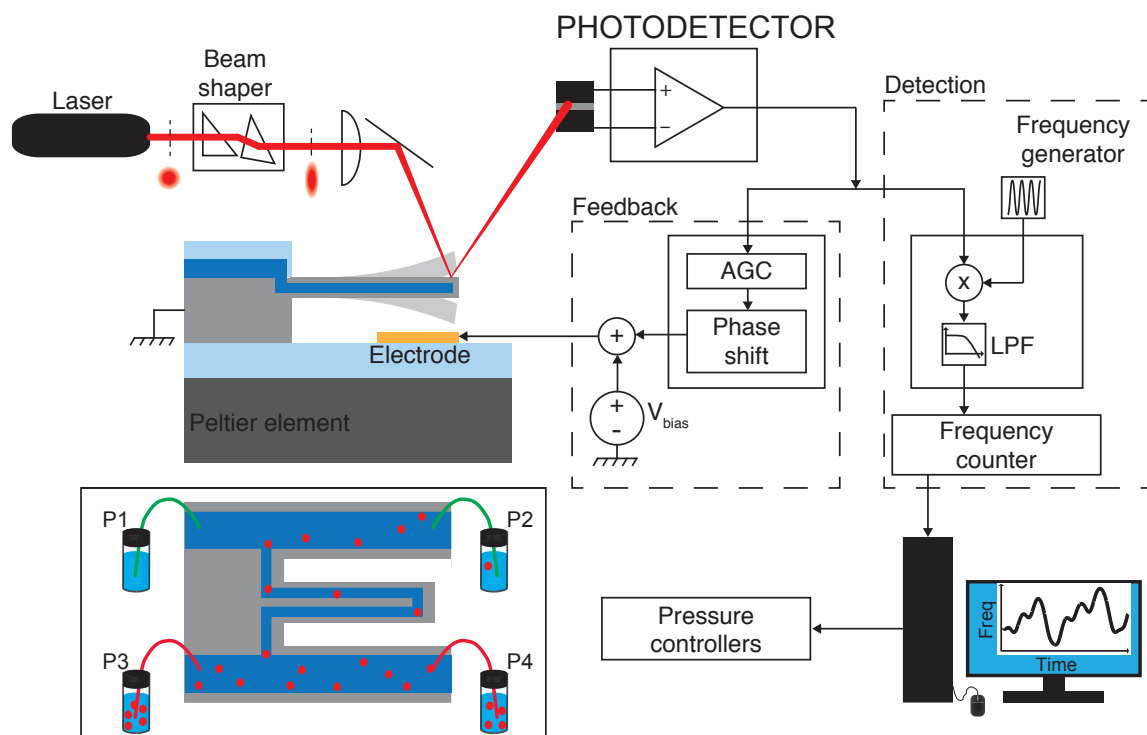 PHOTODETECTOR
Beam
shaper
Laser
+
−
Detection
Frequency
generator
Feedback
AGC
Phase
shift
x
LPF
+
Electrode
Peltier element
+
-
V bias
Frequency
counter
P1
P2
P3
P4
Pressure
controllers
Freq
Time